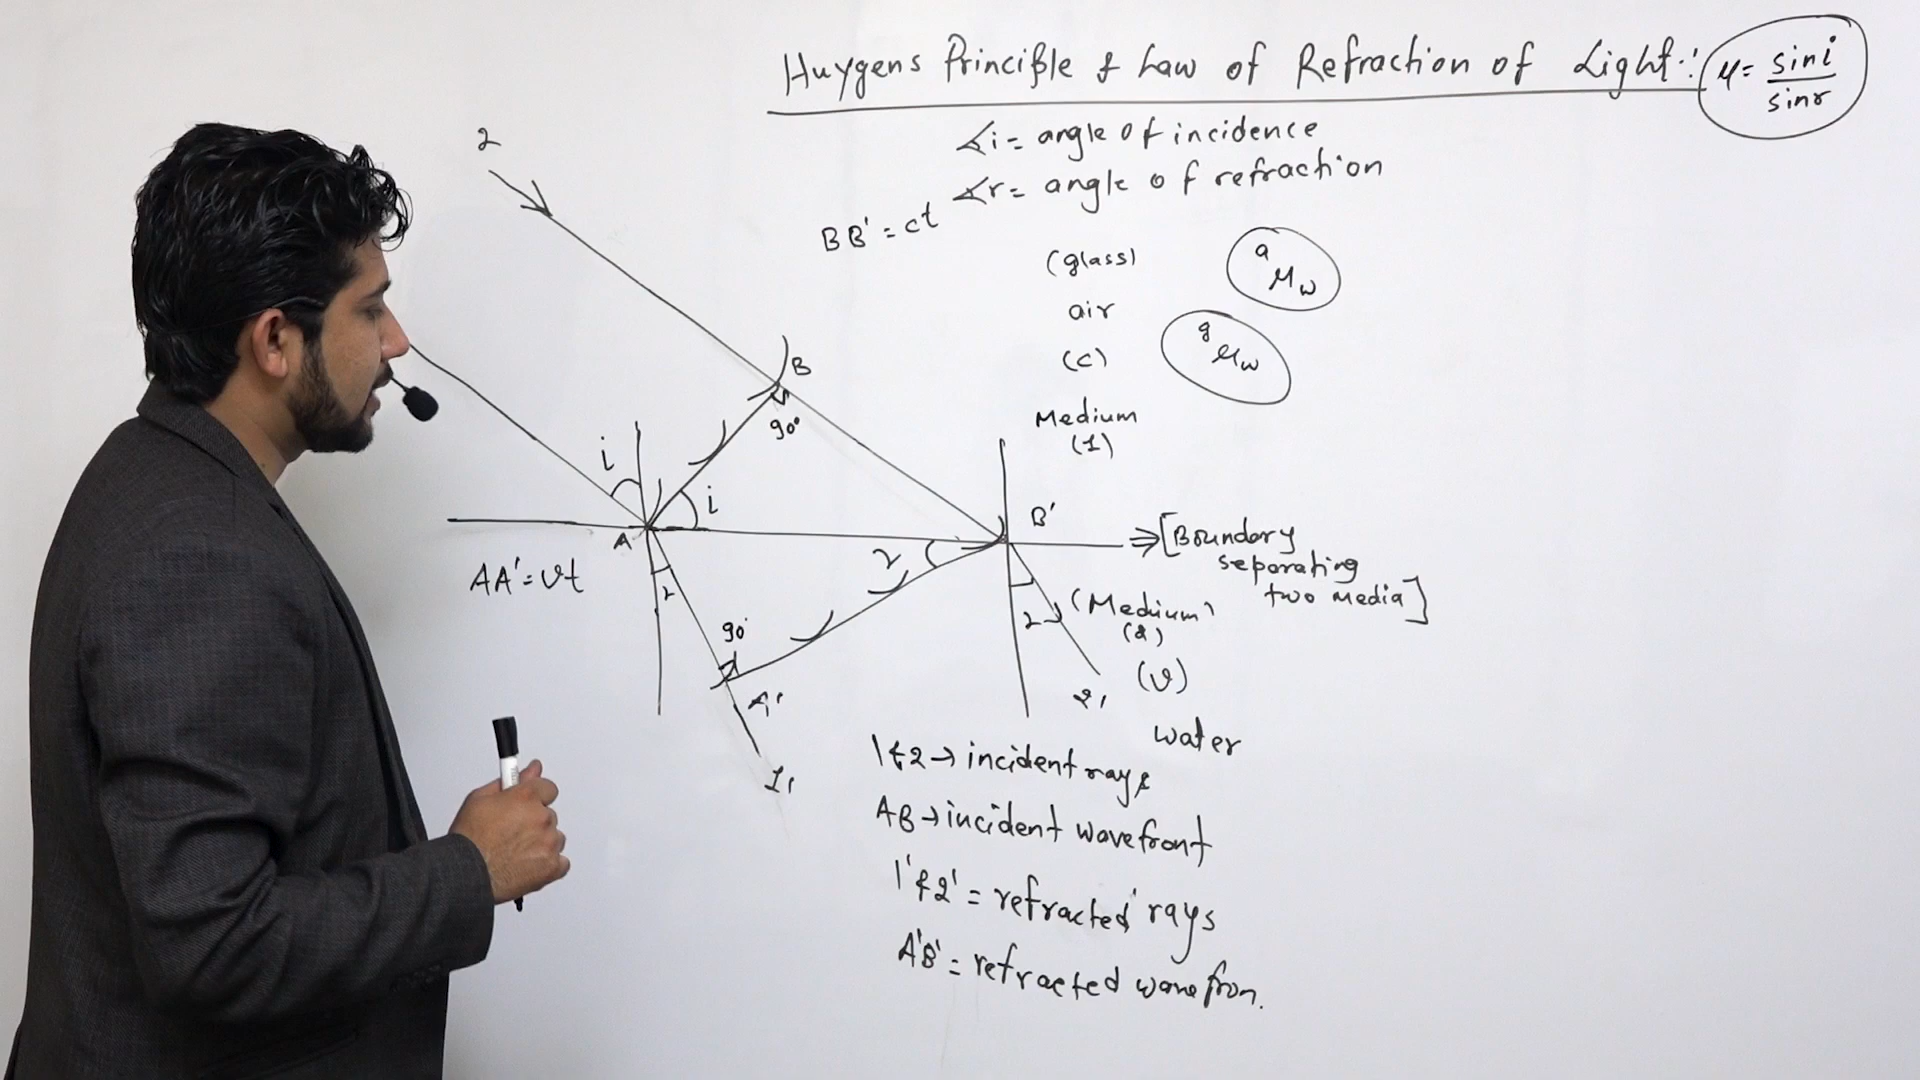 Huygens Principle & Law of Refraction of Light:
μ = sin i / sin r
∡i = angle of incidence
∡r = angle of refraction
BB' = ct
(glass)
air
(c)
Medium
(1)
a μ w
g μ w
2
B
90°
i
i
A
B'
r
AA' = vt
r
90°
A'
1'
r
2'
⇒ [Boundary
separating
two media]
(Medium)
(2)
(v)
water
1 & 2 → incident rays
AB → incident wavefront
1' & 2' = refracted rays
A'B' = refracted wavefron.